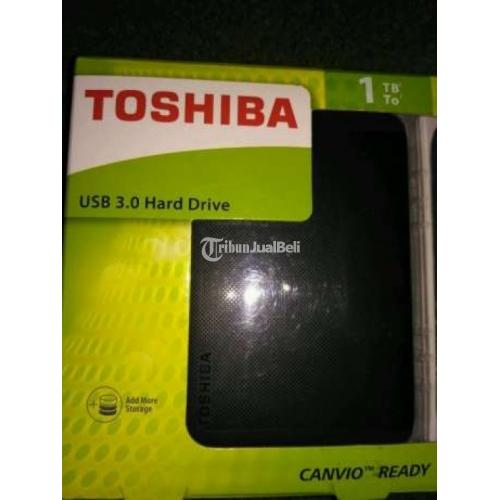 TOSHIBA
1 TB
To
USB 3.0 Hard Drive
TribunJualBeli
TOSHIBA
Add More
Storage
CANVIO™ READY